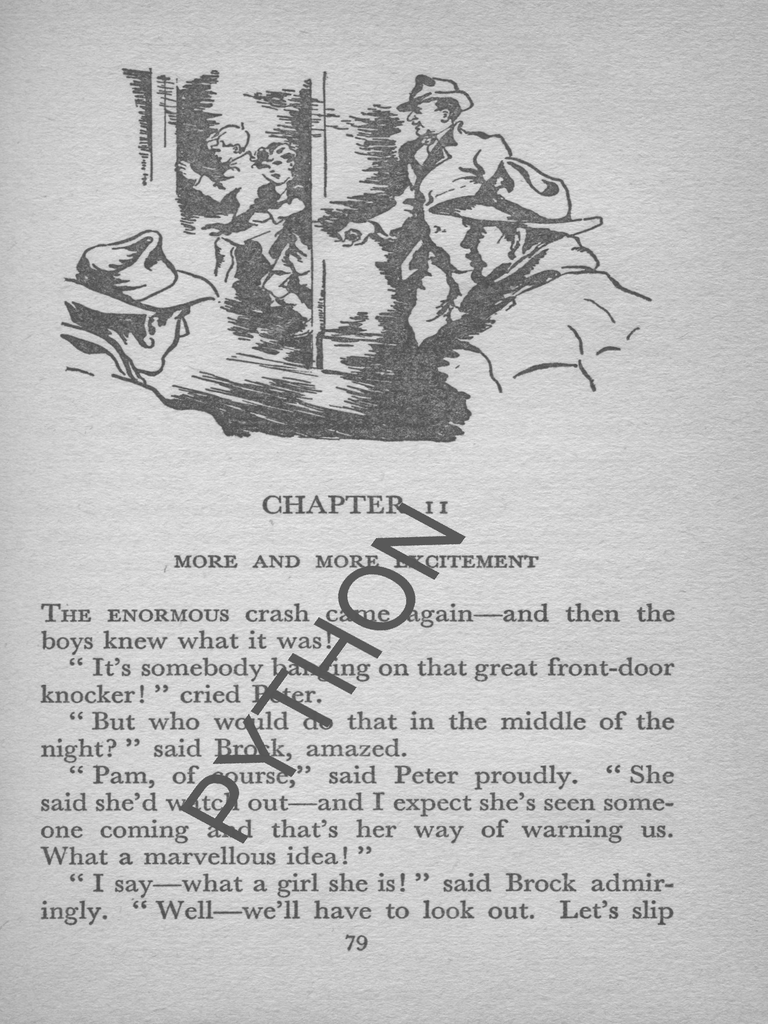 CHAPTER 11
MORE AND MORE EXCITEMENT
THE ENORMOUS crash came again—and then the
boys knew what it was!
“ It’s somebody banging on that great front-door
knocker! ” cried Peter.
“ But who would do that in the middle of the
night? ” said Brock, amazed.
“ Pam, of course,” said Peter proudly. “ She
said she’d watch out—and I expect she’s seen some-
one coming and that’s her way of warning us.
What a marvellous idea! ”
“ I say—what a girl she is! ” said Brock admir-
ingly. “ Well—we’ll have to look out. Let’s slip
79
PYTHON